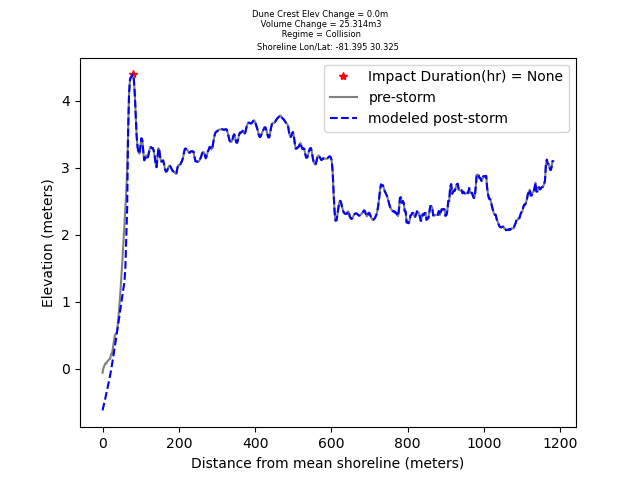 Dune Crest Elev Change = 0.0m
Volume Change = 25.314m3
Regime = Collision
Shoreline Lon/Lat: -81.395 30.325
Impact Duration(hr) = None
pre-storm
modeled post-storm
Elevation (meters)
4
3
2
1
0
0 200 400 600 800 1000 1200
Distance from mean shoreline (meters)